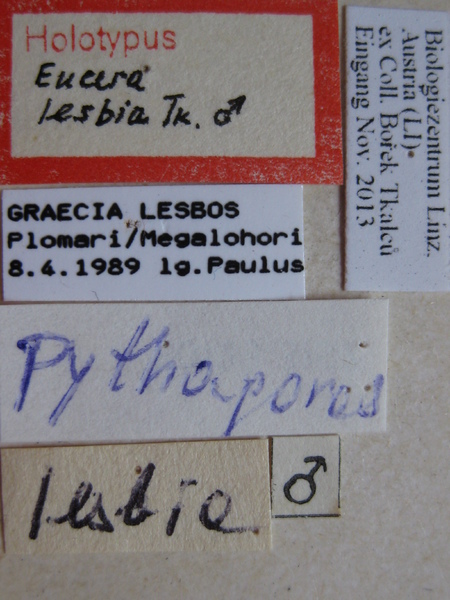 Holotypus
Eucera
lesbia Tk. ♂
Biologiezentrum Linz,
Austria (LI)
ex Coll. Bořek Tkalců
Eingang Nov. 2013
GRAECIA LESBOS
Plomari/Megalohori
8.4.1989 lg.Paulus
Pythagoras
lesbia
♂